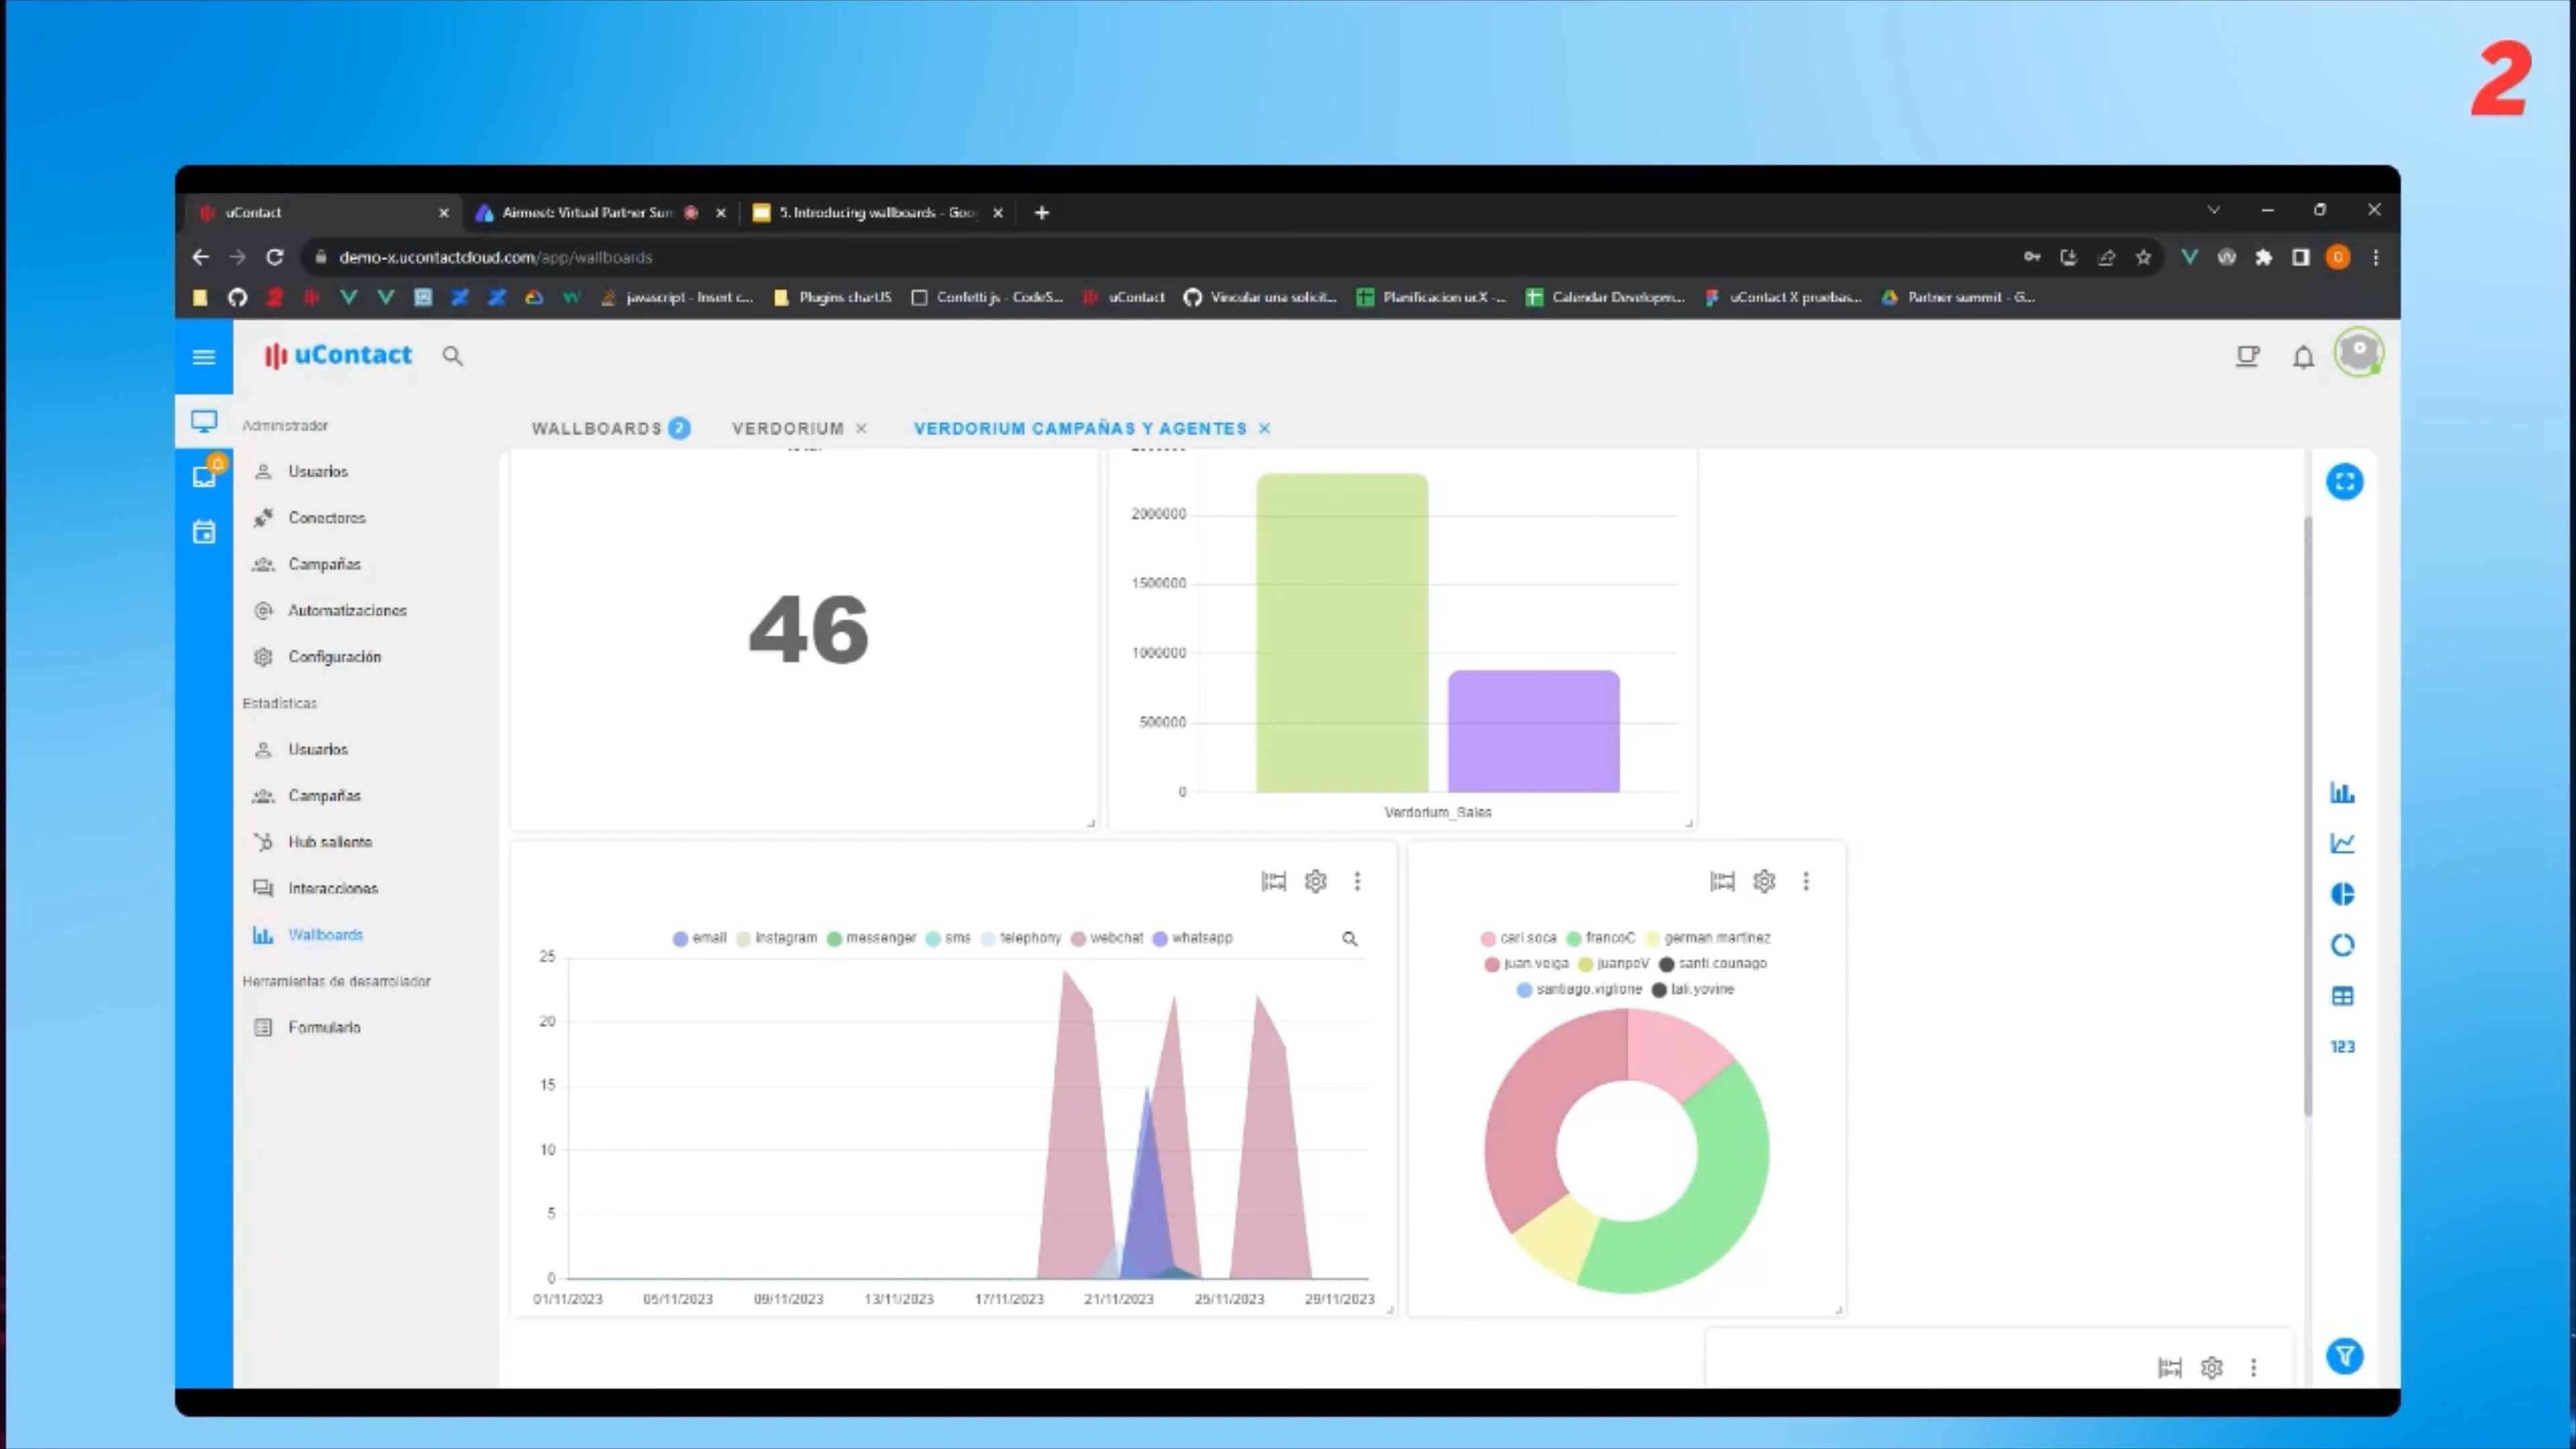 2
uContact
Airmeet: Virtual Partner Sum
5. Introducing wallboards - Goo
demo-x.ucontactcloud.com/app/wallboards
javascript - Insert c...
Plugins chartJS
Confetti js - CodeS...
uContact
Vincular una solicit...
Planificacion ucX -...
Calendar Developm...
uContact X pruebas...
Partner summit - G...
uContact
WALLBOARDS 2
VERDORIUM
VERDORIUM CAMPAÑAS Y AGENTES
Administrador
Usuarios
Conectores
Campañas
Automatizaciones
Configuración
Estadísticas
Usuarios
Campañas
Hub saliente
Interacciones
Wallboards
Herramientas de desarrollador
Formulario
46
2000000
1500000
1000000
500000
0
Verdorium_Sales
email instagram messenger sms telephony webchat whatsapp
25
20
15
10
5
0
01/11/2023 05/11/2023 09/11/2023 13/11/2023 17/11/2023 21/11/2023 25/11/2023 29/11/2023
carl.soca francoC german.martinez
juan.veiga juanpeV santi.counago
santiago.viglione tali.yovine
123